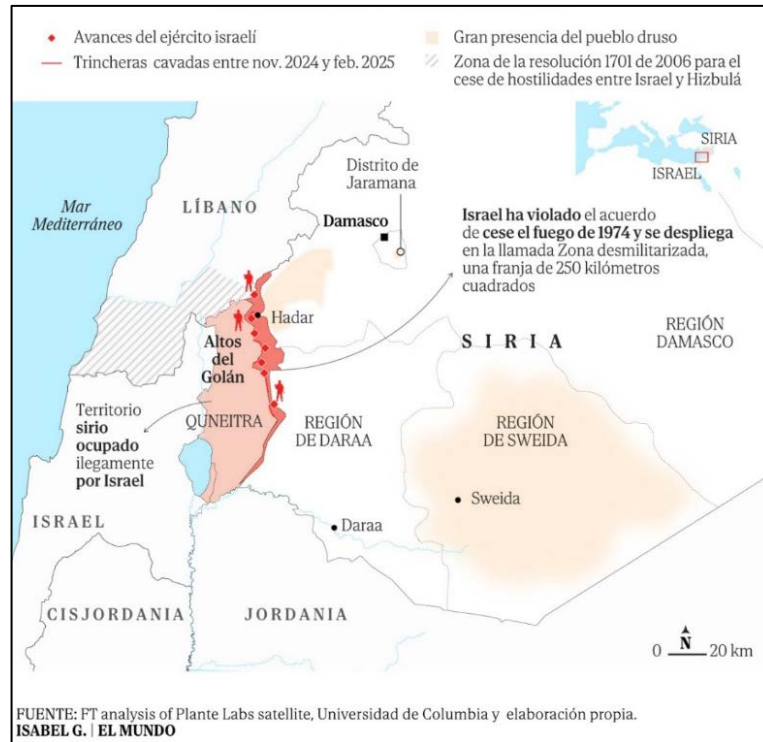 Avances del ejército israelí
Trincheras cavadas entre nov. 2024 y feb. 2025
Gran presencia del pueblo druso
Zona de la resolución 1701 de 2006 para el
cese de hostilidades entre Israel y Hizbulá
SIRIA
ISRAEL
Mar
Mediterráneo
LÍBANO
Distrito de
Jaramana
Damasco
Israel ha violado el acuerdo
de cese el fuego de 1974 y se despliega
en la llamada Zona desmilitarizada,
una franja de 250 kilómetros
cuadrados
Hadar
Altos
del
Golán
SIRIA
REGIÓN
DAMASCO
Territorio
sirio
ocupado
ilegamente
por Israel
QUNEITRA
REGIÓN
DE DARAA
REGIÓN
DE SWEIDA
Sweida
Daraa
ISRAEL
CISJORDANIA
JORDANIA
N
0 20 km
FUENTE: FT analysis of Plante Labs satellite, Universidad de Columbia y elaboración propia.
ISABEL G. | EL MUNDO